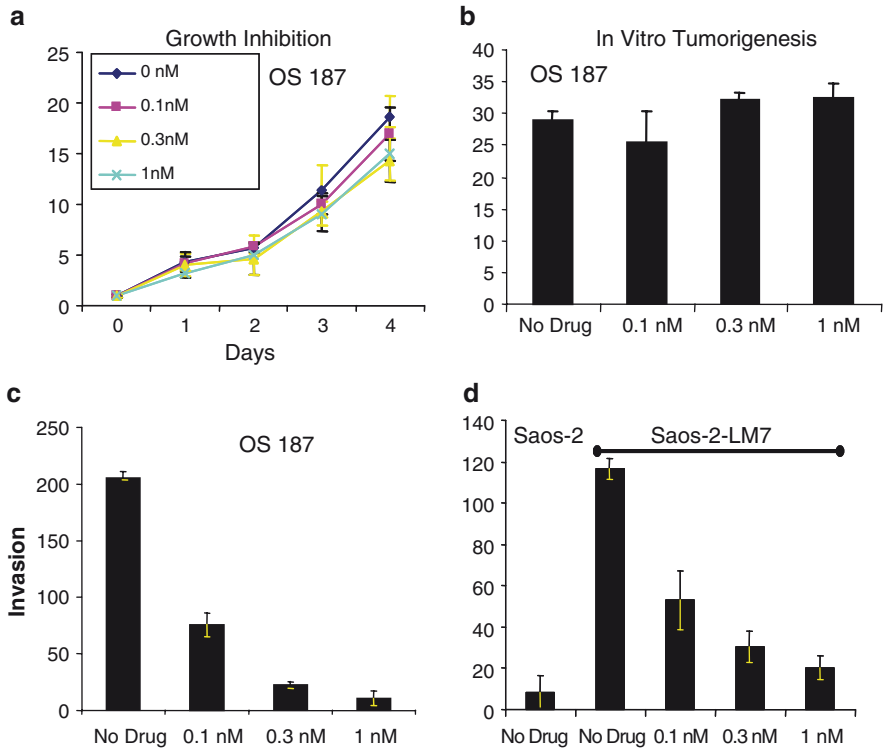 a
Growth Inhibition
OS 187
0 nM
0.1nM
0.3nM
1nM
25
20
15
10
5
0
0 1 2 3 4
Days
b
In Vitro Tumorigenesis
OS 187
40
35
30
25
20
15
10
5
0
No Drug 0.1 nM 0.3 nM 1 nM
c
OS 187
Invasion
250
200
150
100
50
0
No Drug 0.1 nM 0.3 nM 1 nM
d
Saos-2 Saos-2-LM7
140
120
100
80
60
40
20
0
No Drug No Drug 0.1 nM 0.3 nM 1 nM